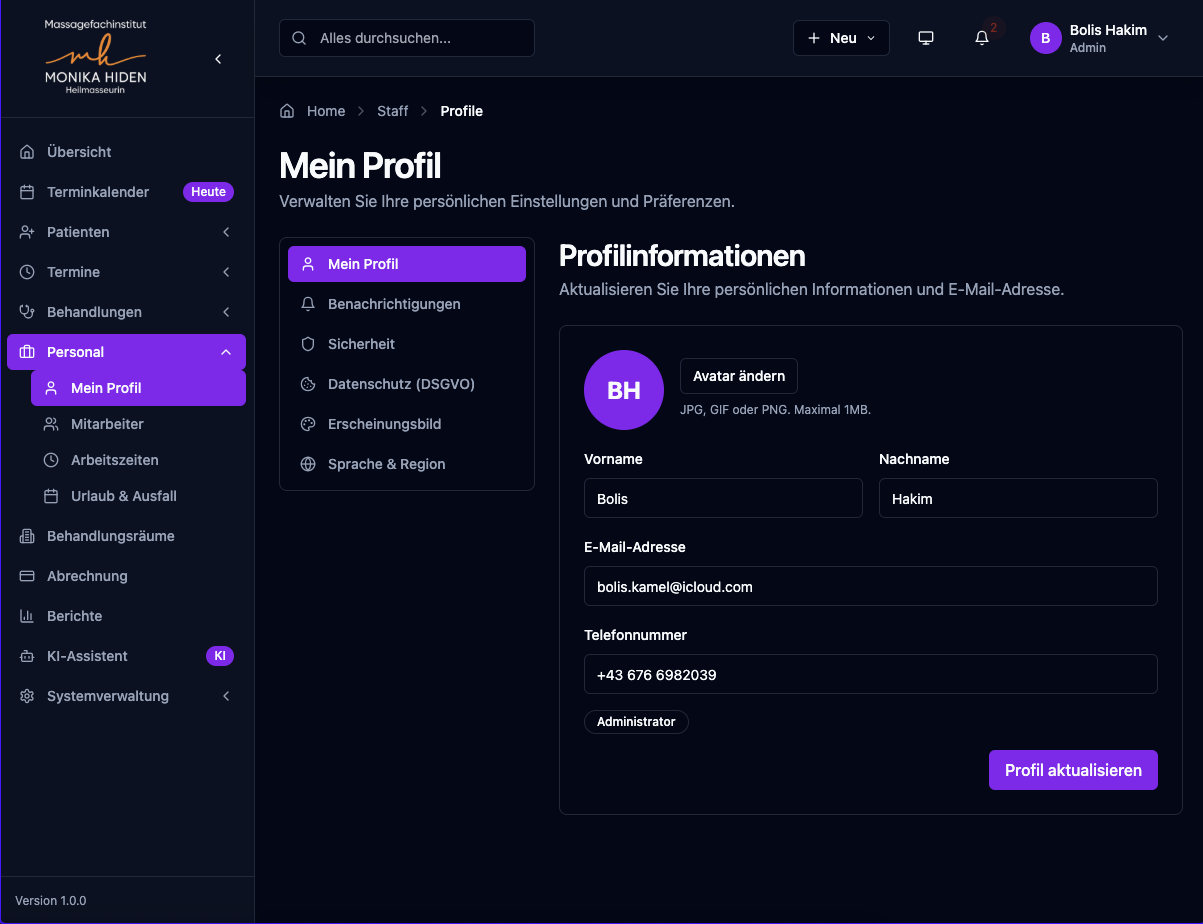 Massagefachinstitut
mh
MONIKA HIDEN
Heilmasseurin
Alles durchsuchen...
Neu
2
B
Bolis Hakim
Admin
Übersicht
Terminkalender
Heute
Patienten
Termine
Behandlungen
Personal
Mein Profil
Mitarbeiter
Arbeitszeiten
Urlaub & Ausfall
Behandlungsräume
Abrechnung
Berichte
KI-Assistent
KI
Systemverwaltung
Version 1.0.0
Home
Staff
Profile
Mein Profil
Verwalten Sie Ihre persönlichen Einstellungen und Präferenzen.
Mein Profil
Benachrichtigungen
Sicherheit
Datenschutz (DSGVO)
Erscheinungsbild
Sprache & Region
Profilinformationen
Aktualisieren Sie Ihre persönlichen Informationen und E-Mail-Adresse.
BH
Avatar ändern
JPG, GIF oder PNG. Maximal 1MB.
Vorname
Bolis
Nachname
Hakim
E-Mail-Adresse
bolis.kamel@icloud.com
Telefonnummer
+43 676 6982039
Administrator
Profil aktualisieren